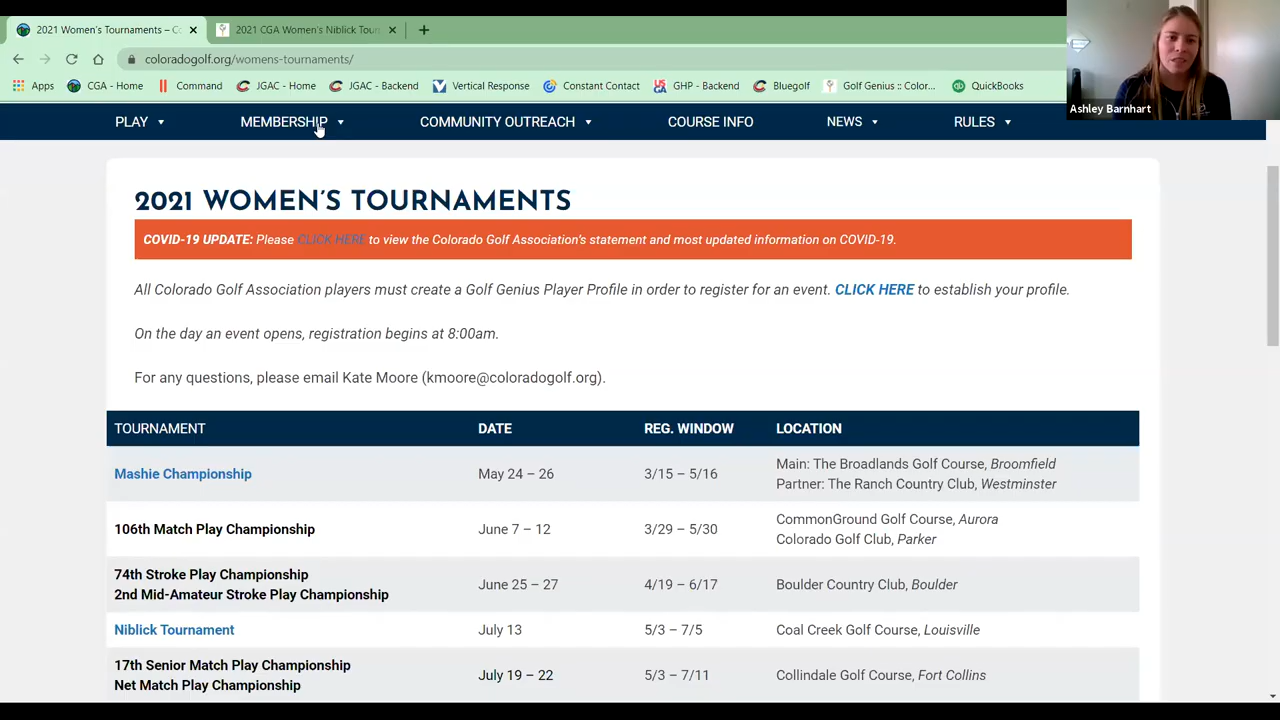 2021 Women's Tournaments – C
2021 CGA Women's Niblick Tour
coloradogolf.org/womens-tournaments/
Apps CGA - Home Command JGAC - Home JGAC - Backend Vertical Response Constant Contact GHP - Backend Bluegolf Golf Genius :: Color... QuickBooks
Ashley Barnhart
PLAY MEMBERSHIP COMMUNITY OUTREACH COURSE INFO NEWS RULES
2021 WOMEN'S TOURNAMENTS
COVID-19 UPDATE: Please CLICK HERE to view the Colorado Golf Association's statement and most updated information on COVID-19.
All Colorado Golf Association players must create a Golf Genius Player Profile in order to register for an event. CLICK HERE to establish your profile.
On the day an event opens, registration begins at 8:00am.
For any questions, please email Kate Moore (kmoore@coloradogolf.org).
TOURNAMENT DATE REG. WINDOW LOCATION
Mashie Championship May 24 – 26 3/15 – 5/16 Main: The Broadlands Golf Course, Broomfield
Partner: The Ranch Country Club, Westminster
106th Match Play Championship June 7 – 12 3/29 – 5/30 CommonGround Golf Course, Aurora
Colorado Golf Club, Parker
74th Stroke Play Championship
2nd Mid-Amateur Stroke Play Championship June 25 – 27 4/19 – 6/17 Boulder Country Club, Boulder
Niblick Tournament July 13 5/3 – 7/5 Coal Creek Golf Course, Louisville
17th Senior Match Play Championship
Net Match Play Championship July 19 – 22 5/3 – 7/11 Collindale Golf Course, Fort Collins